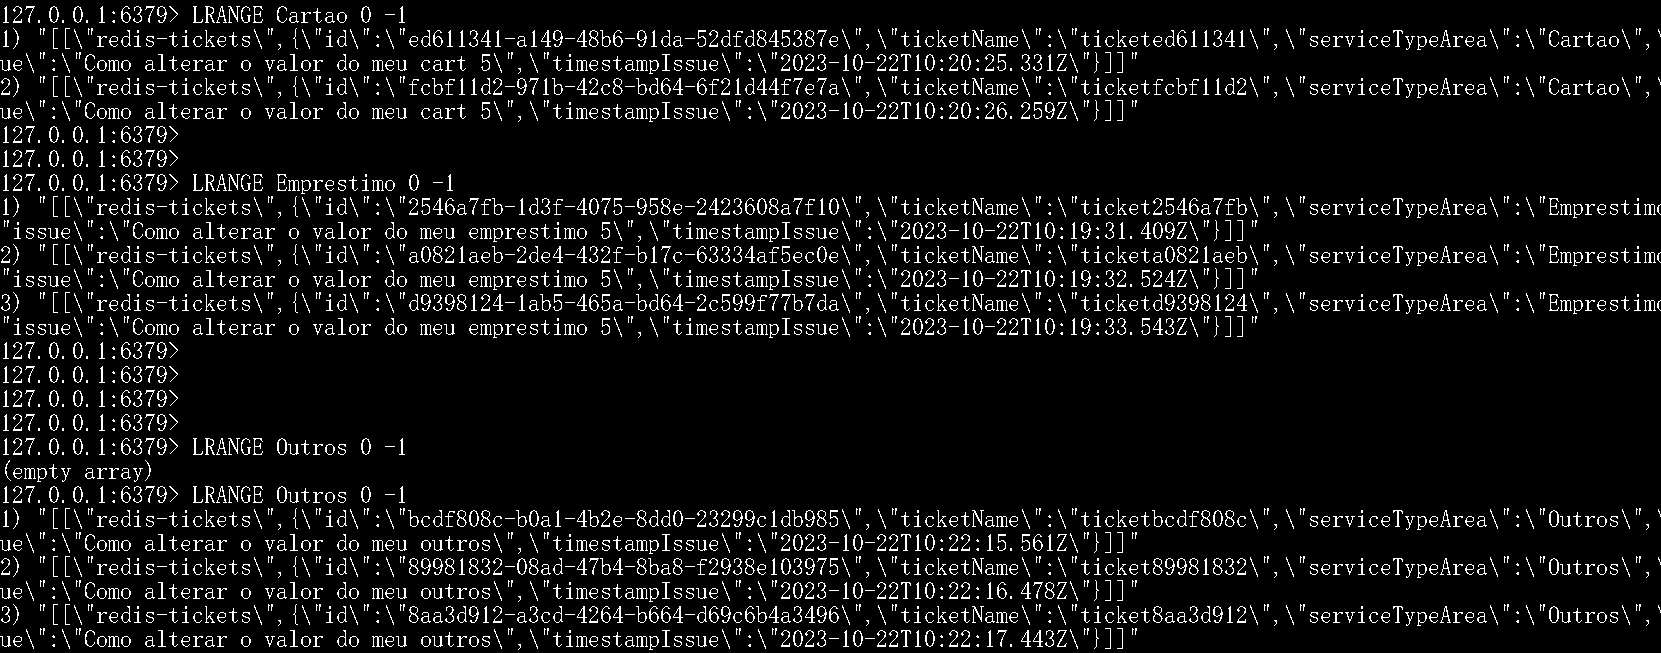 127.0.0.1:6379> LRANGE Cartao 0 -1
1) "[[\"redis-tickets\",{\"id\":\"ed611341-a149-48b6-91da-52dfd845387e\",\"ticketName\":\"ticketed611341\",\"serviceTypeArea\":\"Cartao\",\
ue\":\"Como alterar o valor do meu cart 5\",\"timestampIssue\":\"2023-10-22T10:20:25.331Z\"}]]"
2) "[[\"redis-tickets\",{\"id\":\"fcbf11d2-971b-42c8-bd64-6f21d44f7e7a\",\"ticketName\":\"ticketfcbf11d2\",\"serviceTypeArea\":\"Cartao\",\
ue\":\"Como alterar o valor do meu cart 5\",\"timestampIssue\":\"2023-10-22T10:20:26.259Z\"}]]"
127.0.0.1:6379>
127.0.0.1:6379>
127.0.0.1:6379> LRANGE Emprestimo 0 -1
1) "[[\"redis-tickets\",{\"id\":\"2546a7fb-1d3f-4075-958e-2423608a7f10\",\"ticketName\":\"ticket2546a7fb\",\"serviceTypeArea\":\"Emprestimo
"issue\":\"Como alterar o valor do meu emprestimo 5\",\"timestampIssue\":\"2023-10-22T10:19:31.409Z\"}]]"
2) "[[\"redis-tickets\",{\"id\":\"a0821aeb-2de4-432f-b17c-63334af5ec0e\",\"ticketName\":\"ticketa0821aeb\",\"serviceTypeArea\":\"Emprestimo
"issue\":\"Como alterar o valor do meu emprestimo 5\",\"timestampIssue\":\"2023-10-22T10:19:32.524Z\"}]]"
3) "[[\"redis-tickets\",{\"id\":\"d9398124-1ab5-465a-bd64-2c599f77b7da\",\"ticketName\":\"ticketd9398124\",\"serviceTypeArea\":\"Emprestimo
"issue\":\"Como alterar o valor do meu emprestimo 5\",\"timestampIssue\":\"2023-10-22T10:19:33.543Z\"}]]"
127.0.0.1:6379>
127.0.0.1:6379>
127.0.0.1:6379>
127.0.0.1:6379>
127.0.0.1:6379> LRANGE Outros 0 -1
(empty array)
127.0.0.1:6379> LRANGE Outros 0 -1
1) "[[\"redis-tickets\",{\"id\":\"bcdf808c-b0a1-4b2e-8dd0-23299c1db985\",\"ticketName\":\"ticketbcdf808c\",\"serviceTypeArea\":\"Outros\",\
ue\":\"Como alterar o valor do meu outros\",\"timestampIssue\":\"2023-10-22T10:22:15.561Z\"}]]"
2) "[[\"redis-tickets\",{\"id\":\"89981832-08ad-47b4-8ba8-f2938e103975\",\"ticketName\":\"ticket89981832\",\"serviceTypeArea\":\"Outros\",\
ue\":\"Como alterar o valor do meu outros\",\"timestampIssue\":\"2023-10-22T10:22:16.478Z\"}]]"
3) "[[\"redis-tickets\",{\"id\":\"8aa3d912-a3cd-4264-b664-d69c6b4a3496\",\"ticketName\":\"ticket8aa3d912\",\"serviceTypeArea\":\"Outros\",\
ue\":\"Como alterar o valor do meu outros\",\"timestampIssue\":\"2023-10-22T10:22:17.443Z\"}]]"